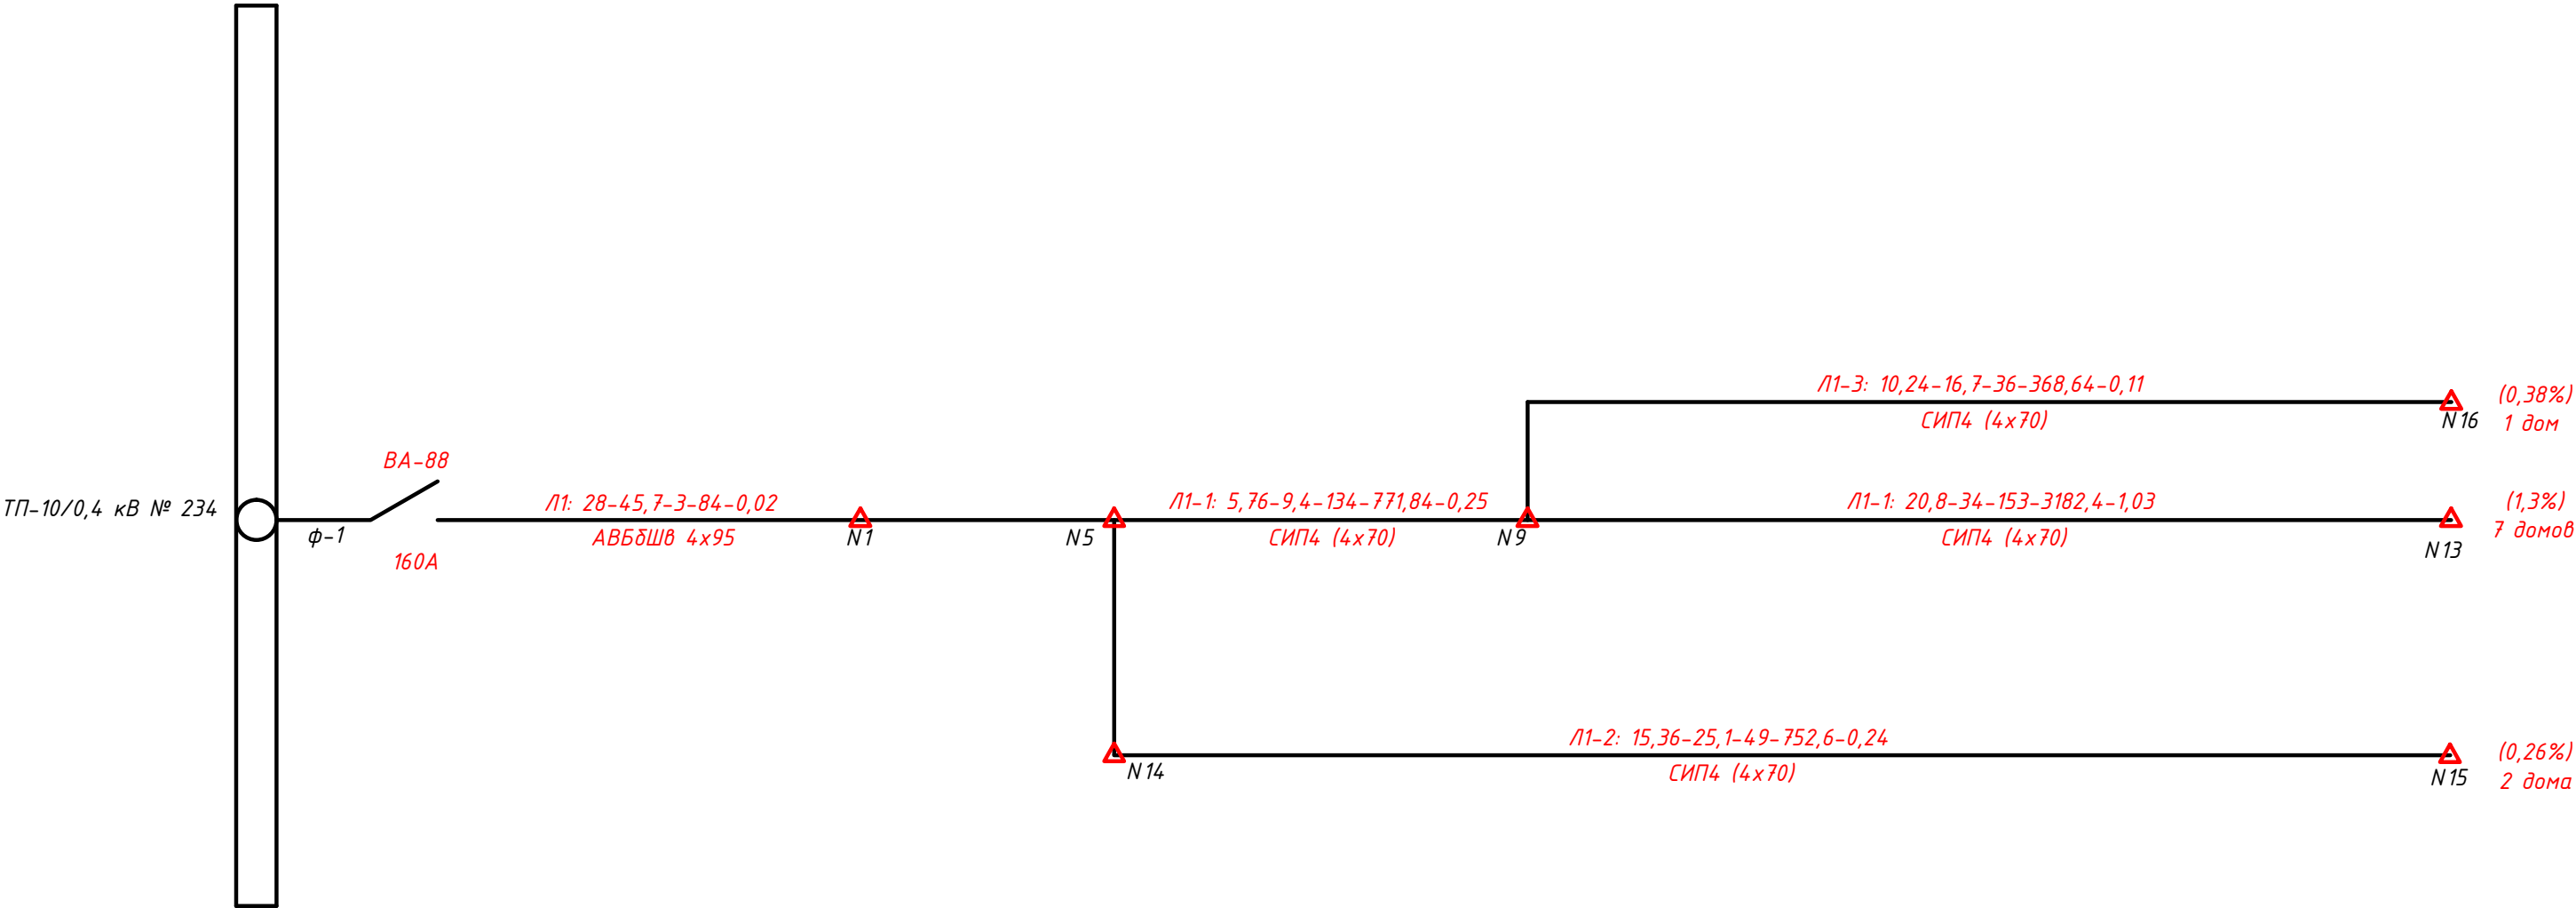 ТП-10/0,4 кВ № 234
ф-1
ВА-88
160А
Л1: 28-45,7-3-84-0,02
АВБбШв 4х95
N1
N5
Л1-1: 5,76-9,4-134-771,84-0,25
СИП4 (4х70)
N9
Л1-3: 10,24-16,7-36-368,64-0,11
СИП4 (4х70)
N16
(0,38%)
1 дом
Л1-1: 20,8-34-153-3182,4-1,03
СИП4 (4х70)
N13
(1,3%)
7 домов
N14
Л1-2: 15,36-25,1-49-752,6-0,24
СИП4 (4х70)
N15
(0,26%)
2 дома